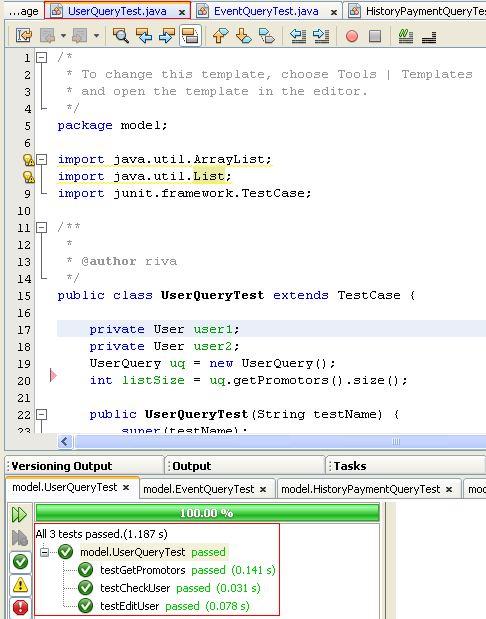 ...age UserQueryTest.java EventQueryTest.java HistoryPaymentQueryTes
1 /*
2 * To change this template, choose Tools | Templates
3 * and open the template in the editor.
4 */
5 package model;
6
import java.util.ArrayList;
import java.util.List;
9 import junit.framework.TestCase;
10
11 /**
12 *
13 * @author riva
14 */
15 public class UserQueryTest extends TestCase {
16
17 private User user1;
18 private User user2;
19 UserQuery uq = new UserQuery();
20 int listSize = uq.getPromotors().size();
21
22 public UserQueryTest(String testName) {
23 super(testName);
Versioning Output Output Tasks
model.UserQueryTest model.EventQueryTest model.HistoryPaymentQueryTest mo
100.00 %
All 3 tests passed.(1.187 s)
model.UserQueryTest passed
testGetPromotors passed (0.141 s)
testCheckUser passed (0.031 s)
testEditUser passed (0.078 s)